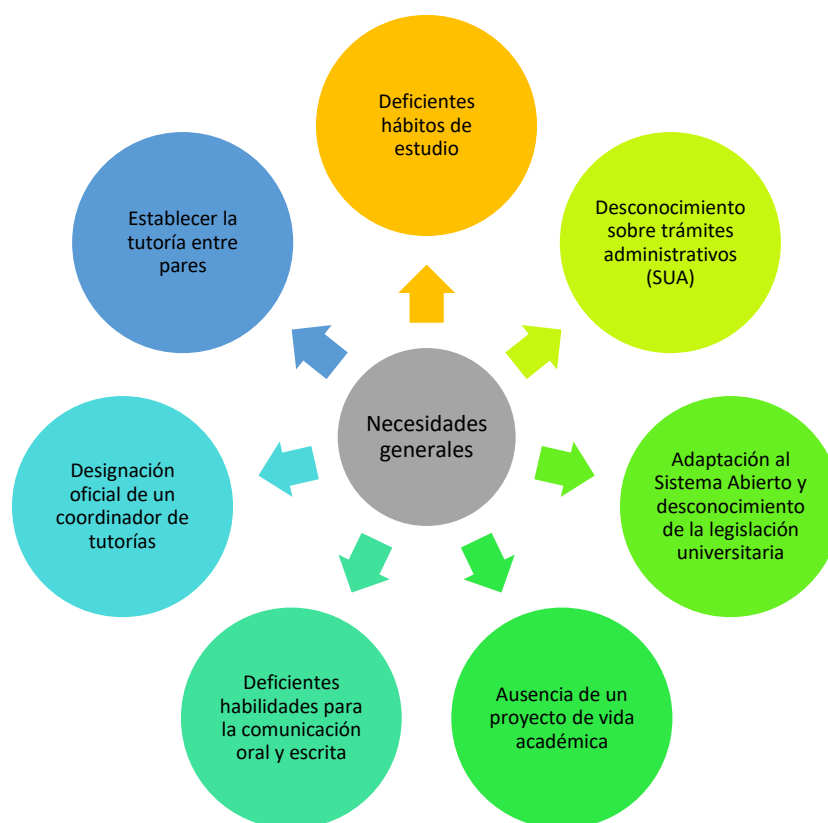 Deficientes
hábitos de
estudio
Desconocimiento
sobre trámites
administrativos
(SUA)
Adaptación al
Sistema Abierto y
desconocimiento
de la legislación
universitaria
Ausencia de un
proyecto de vida
académica
Deficientes
habilidades para
la comunicación
oral y escrita
Designación
oficial de un
coordinador de
tutorías
Establecer la
tutoría entre
pares
Necesidades
generales